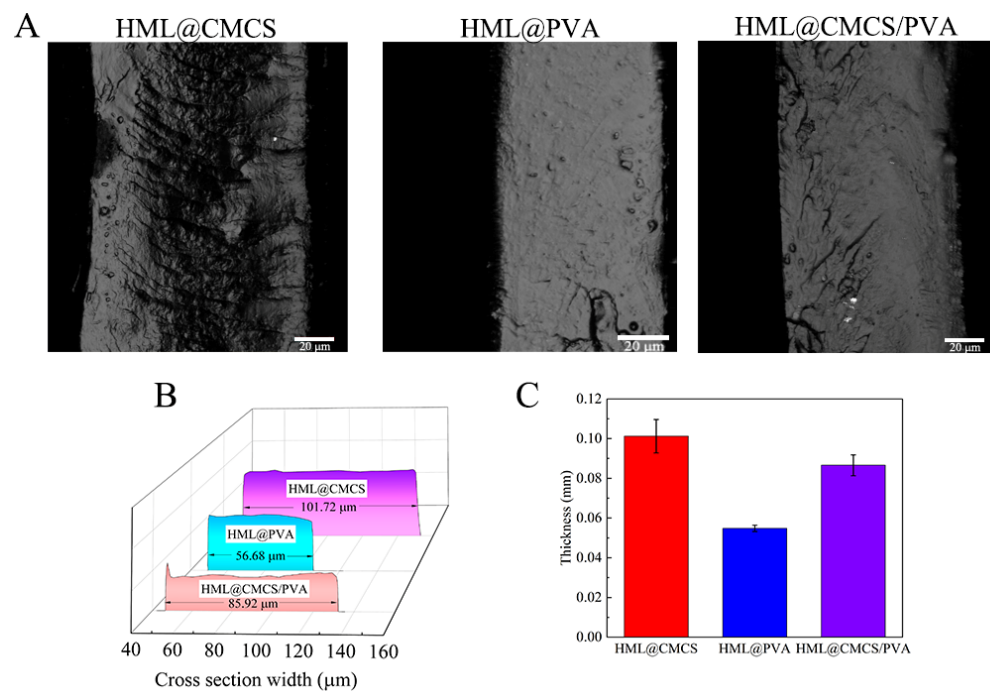 A
HML@CMCS
HML@PVA
HML@CMCS/PVA
20 μm
20 μm
20 μm
B
HML@CMCS
101.72 μm
HML@PVA
56.68 μm
HML@CMCS/PVA
85.92 μm
40 60 80 100 120 140 160
Cross section width (μm)
C
0.12
0.10
0.08
0.06
0.04
0.02
0.00
Thickness (mm)
HML@CMCS HML@PVA HML@CMCS/PVA